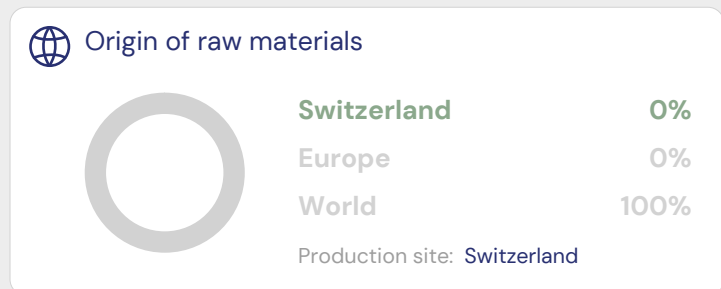 Origin of raw materials
Switzerland 0%
Europe 0%
World 100%
Production site: Switzerland